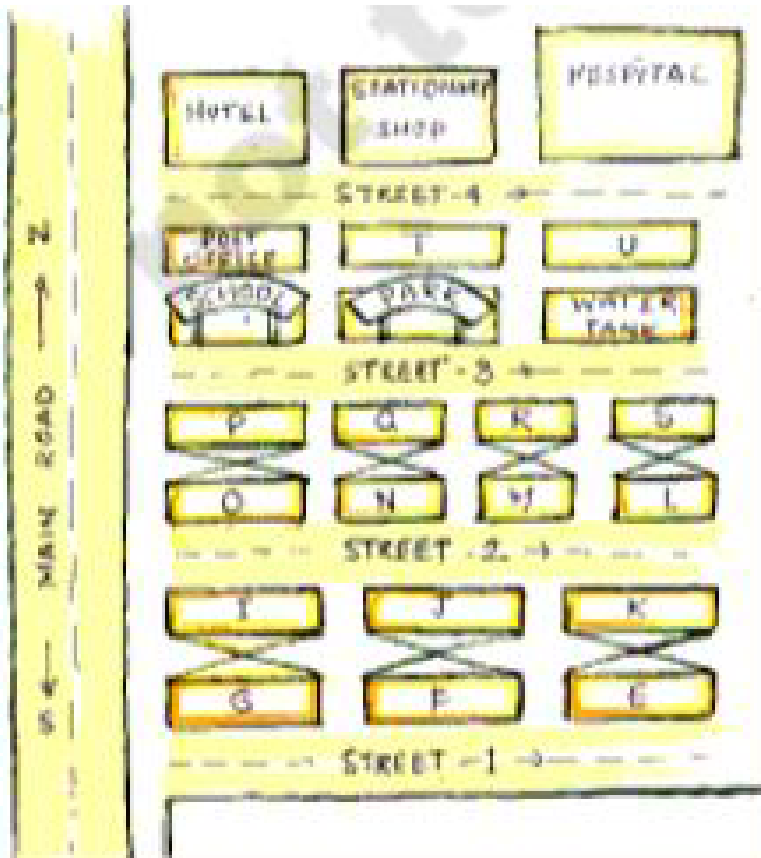 HOTEL
STATIONARY
SHOP
HOSPITAL
STREET-4
POST
OFFICE
T
U
SCHOOL
PARK
WATER
TANK
STREET-3
P
Q
R
S
O
N
M
L
STREET-2
I
J
K
G
F
E
STREET-1
N
MAIN ROAD
S